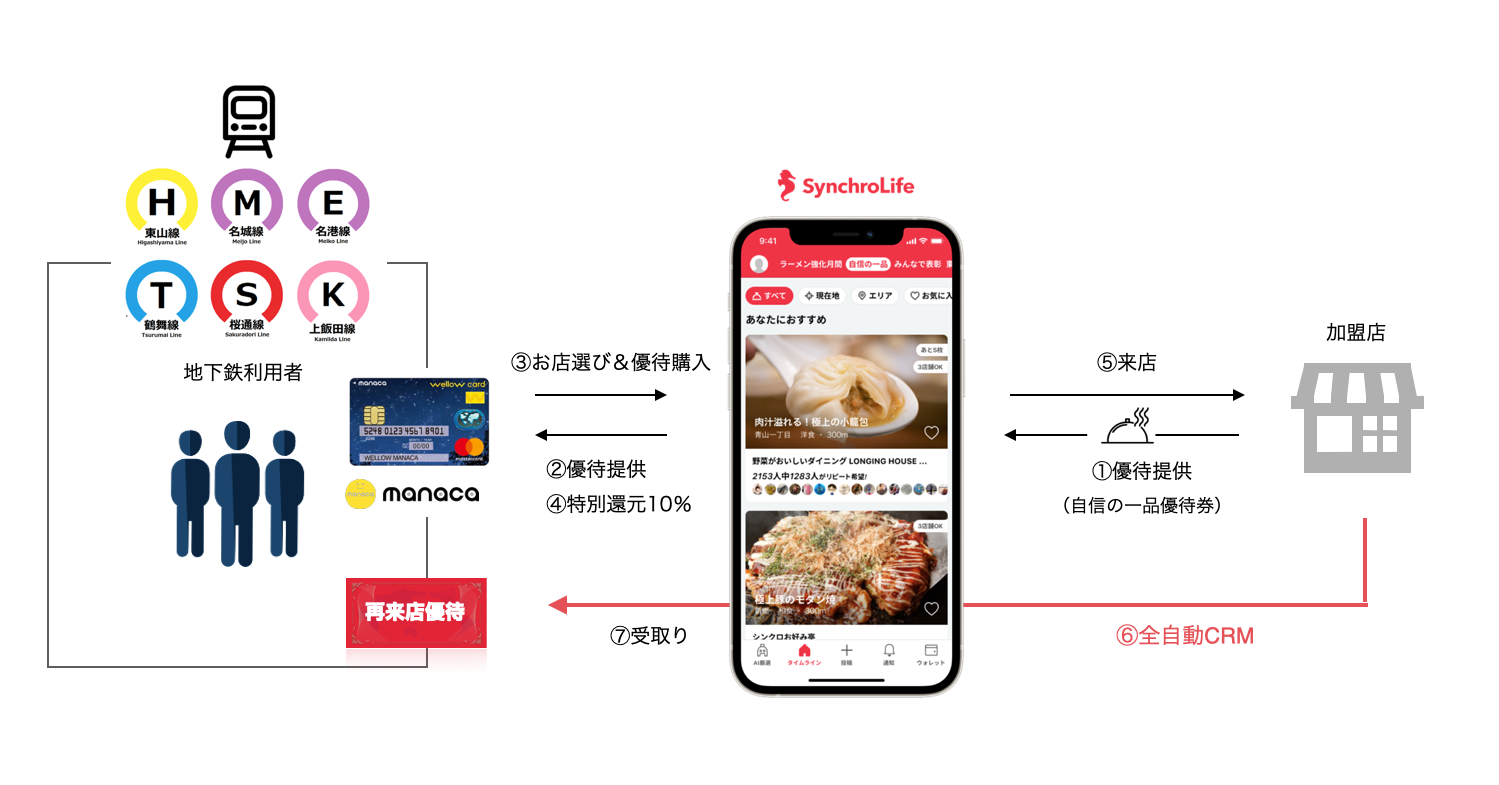 H
東山線
Higashiyama Line
M
名城線
Meijo Line
E
名港線
Meiko Line
T
鶴舞線
Tsurumai Line
S
桜通線
Sakuradori Line
K
上飯田線
Kamiida Line
地下鉄利用者
manaca
wellow card
5248 0123 4567 8901
5248
MONTH / YEAR
00/00
WELLOW MANACA
mastercard
manaca
manaca
再来店優待
③お店選び＆優待購入
②優待提供
④特別還元10%
⑦受取り
SynchroLife
9:41
ラーメン強化月間 自信の一品 みんなで表彰 東
すべて 現在地 エリア お気に入
あなたにおすすめ
あと5枚
3店舗OK
肉汁溢れる！極上の小籠包
青山一丁目 洋食・300m
野菜がおいしいダイニング LONGING HOUSE ...
2153人中1283人がリピート希望!
3店舗OK
極上豚のモダン焼
和食・300m
シンクロお好み亭
AI厳選 タイムライン 投稿 通知 ウォレット
⑤来店
①優待提供
（自信の一品優待券）
⑥全自動CRM
加盟店